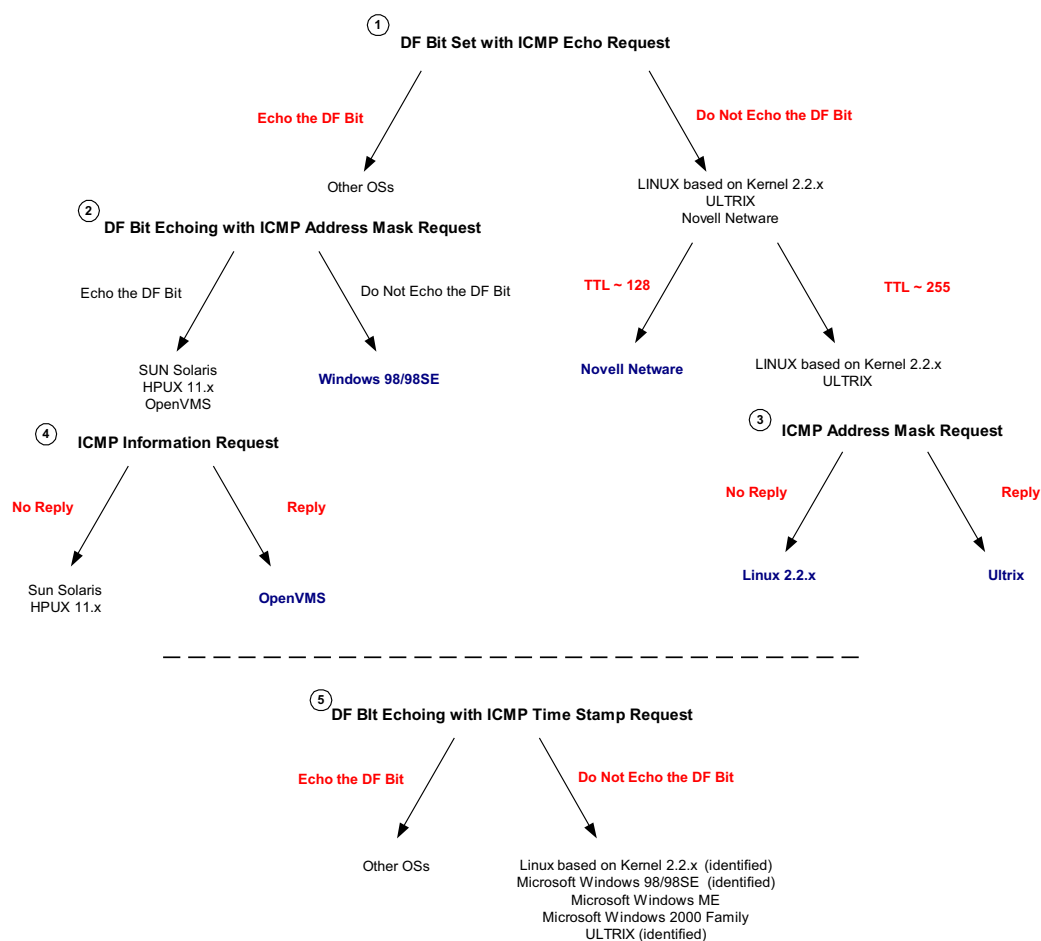 1
DF Bit Set with ICMP Echo Request
Echo the DF Bit
Do Not Echo the DF Bit
Other OSs
LINUX based on Kernel 2.2.x
ULTRIX
Novell Netware
2
DF Bit Echoing with ICMP Address Mask Request
Echo the DF Bit
Do Not Echo the DF Bit
TTL ~ 128
TTL ~ 255
SUN Solaris
HPUX 11.x
OpenVMS
Windows 98/98SE
Novell Netware
LINUX based on Kernel 2.2.x
ULTRIX
4
ICMP Information Request
3
ICMP Address Mask Request
No Reply
Reply
No Reply
Reply
Sun Solaris
HPUX 11.x
OpenVMS
Linux 2.2.x
Ultrix
5
DF BIt Echoing with ICMP Time Stamp Request
Echo the DF Bit
Do Not Echo the DF Bit
Other OSs
Linux based on Kernel 2.2.x (identified)
Microsoft Windows 98/98SE (identified)
Microsoft Windows ME
Microsoft Windows 2000 Family
ULTRIX (identified)